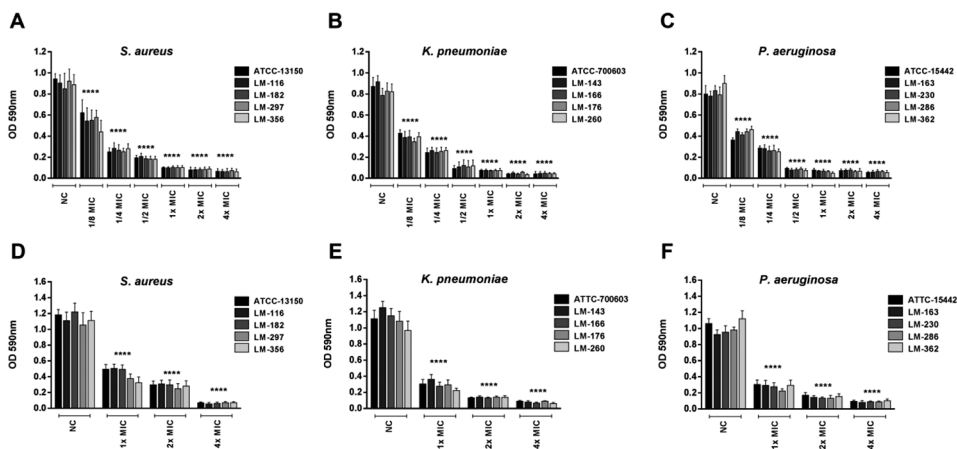 A
S. aureus
OD 590nm
1.2
1.0
0.8
0.6
0.4
0.2
0.0
ATCC-13150
LM-116
LM-182
LM-297
LM-356
****
****
****
****
****
****
NC
1/8 MIC
1/4 MIC
1/2 MIC
1x MIC
2x MIC
4x MIC
B
K. pneumoniae
OD 590nm
1.2
1.0
0.8
0.6
0.4
0.2
0.0
ATCC-700603
LM-143
LM-166
LM-176
LM-260
****
****
****
****
****
****
NC
1/8 MIC
1/4 MIC
1/2 MIC
1x MIC
2x MIC
4x MIC
C
P. aeruginosa
OD 590nm
1.2
1.0
0.8
0.6
0.4
0.2
0.0
ATCC-15442
LM-163
LM-230
LM-286
LM-362
****
****
****
****
****
****
NC
1/8 MIC
1/4 MIC
1/2 MIC
1x MIC
2x MIC
4x MIC
D
S. aureus
OD 590nm
1.6
1.4
1.2
1.0
0.8
0.6
0.4
0.2
0.0
ATCC-13150
LM-116
LM-182
LM-297
LM-356
****
****
****
NC
1x MIC
2x MIC
4x MIC
E
K. pneumoniae
OD 590nm
1.6
1.4
1.2
1.0
0.8
0.6
0.4
0.2
0.0
ATTC-700603
LM-143
LM-166
LM-176
LM-260
****
****
****
NC
1x MIC
2x MIC
4x MIC
F
P. aeruginosa
OD 590nm
1.6
1.4
1.2
1.0
0.8
0.6
0.4
0.2
0.0
ATTC-15442
LM-163
LM-230
LM-286
LM-362
****
****
****
NC
1x MIC
2x MIC
4x MIC